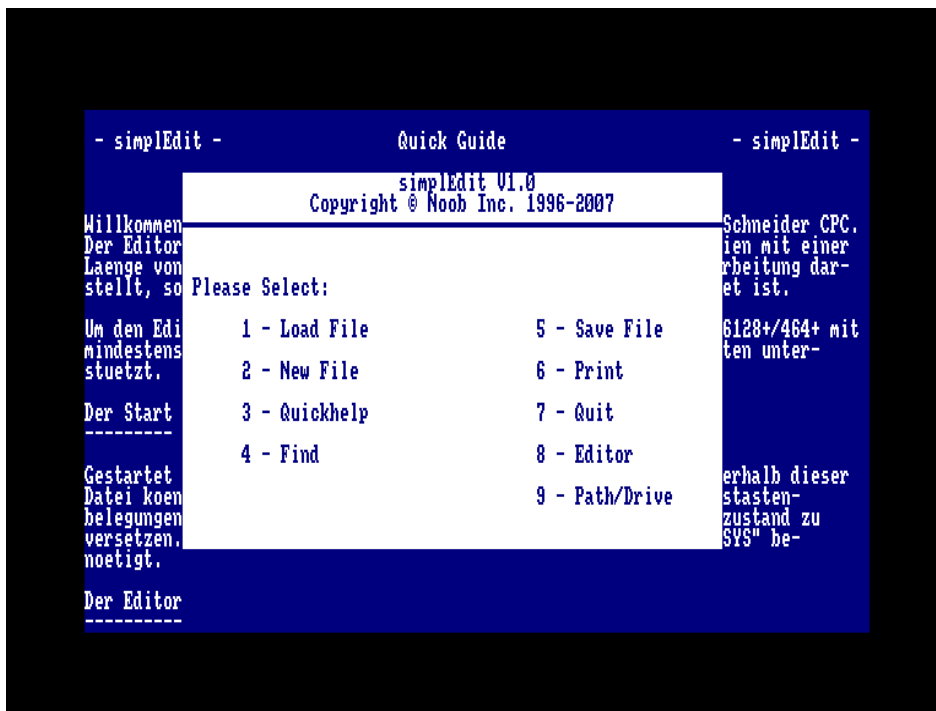 - simplEdit - Quick Guide - simplEdit -
simplEdit V1.0
Copyright © Noob Inc. 1996-2007
Willkommen Schneider CPC.
Der Editor ien mit einer
Laenge von rbeitung dar-
stellt, so Please Select: et ist.
Um den Edi 1 - Load File 5 - Save File 6128+/464+ mit
mindestens ten unter-
stuetzt. 2 - New File 6 - Print
Der Start 3 - Quickhelp 7 - Quit
---------
4 - Find 8 - Editor
Gestartet erhalb dieser
Datei koen 9 - Path/Drive stasten-
belegungen zustand zu
versetzen. SYS" be-
noetigt.
Der Editor
----------